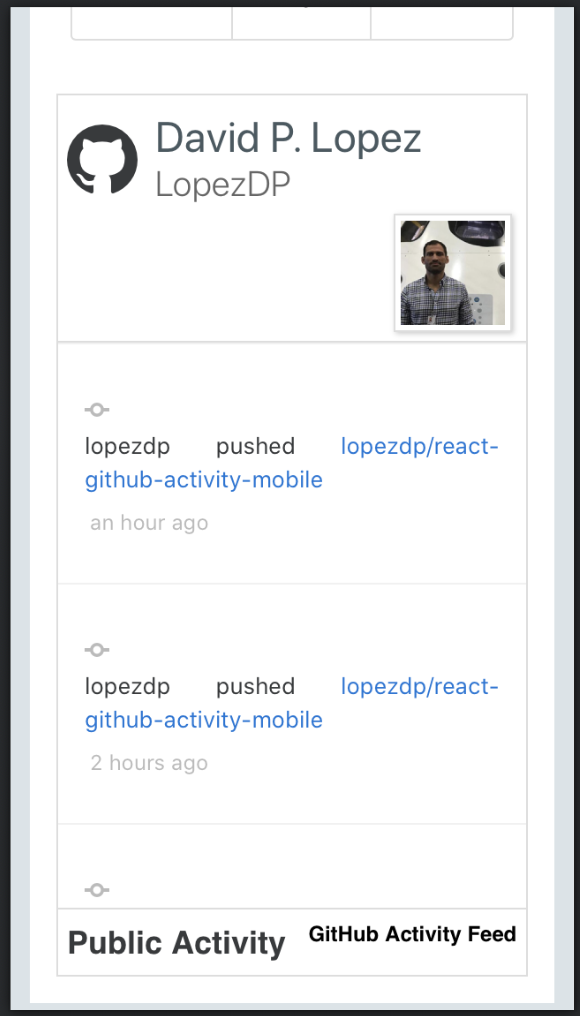 David P. Lopez
LopezDP
lopezdp pushed lopezdp/react-
github-activity-mobile
an hour ago
lopezdp pushed lopezdp/react-
github-activity-mobile
2 hours ago
Public Activity GitHub Activity Feed